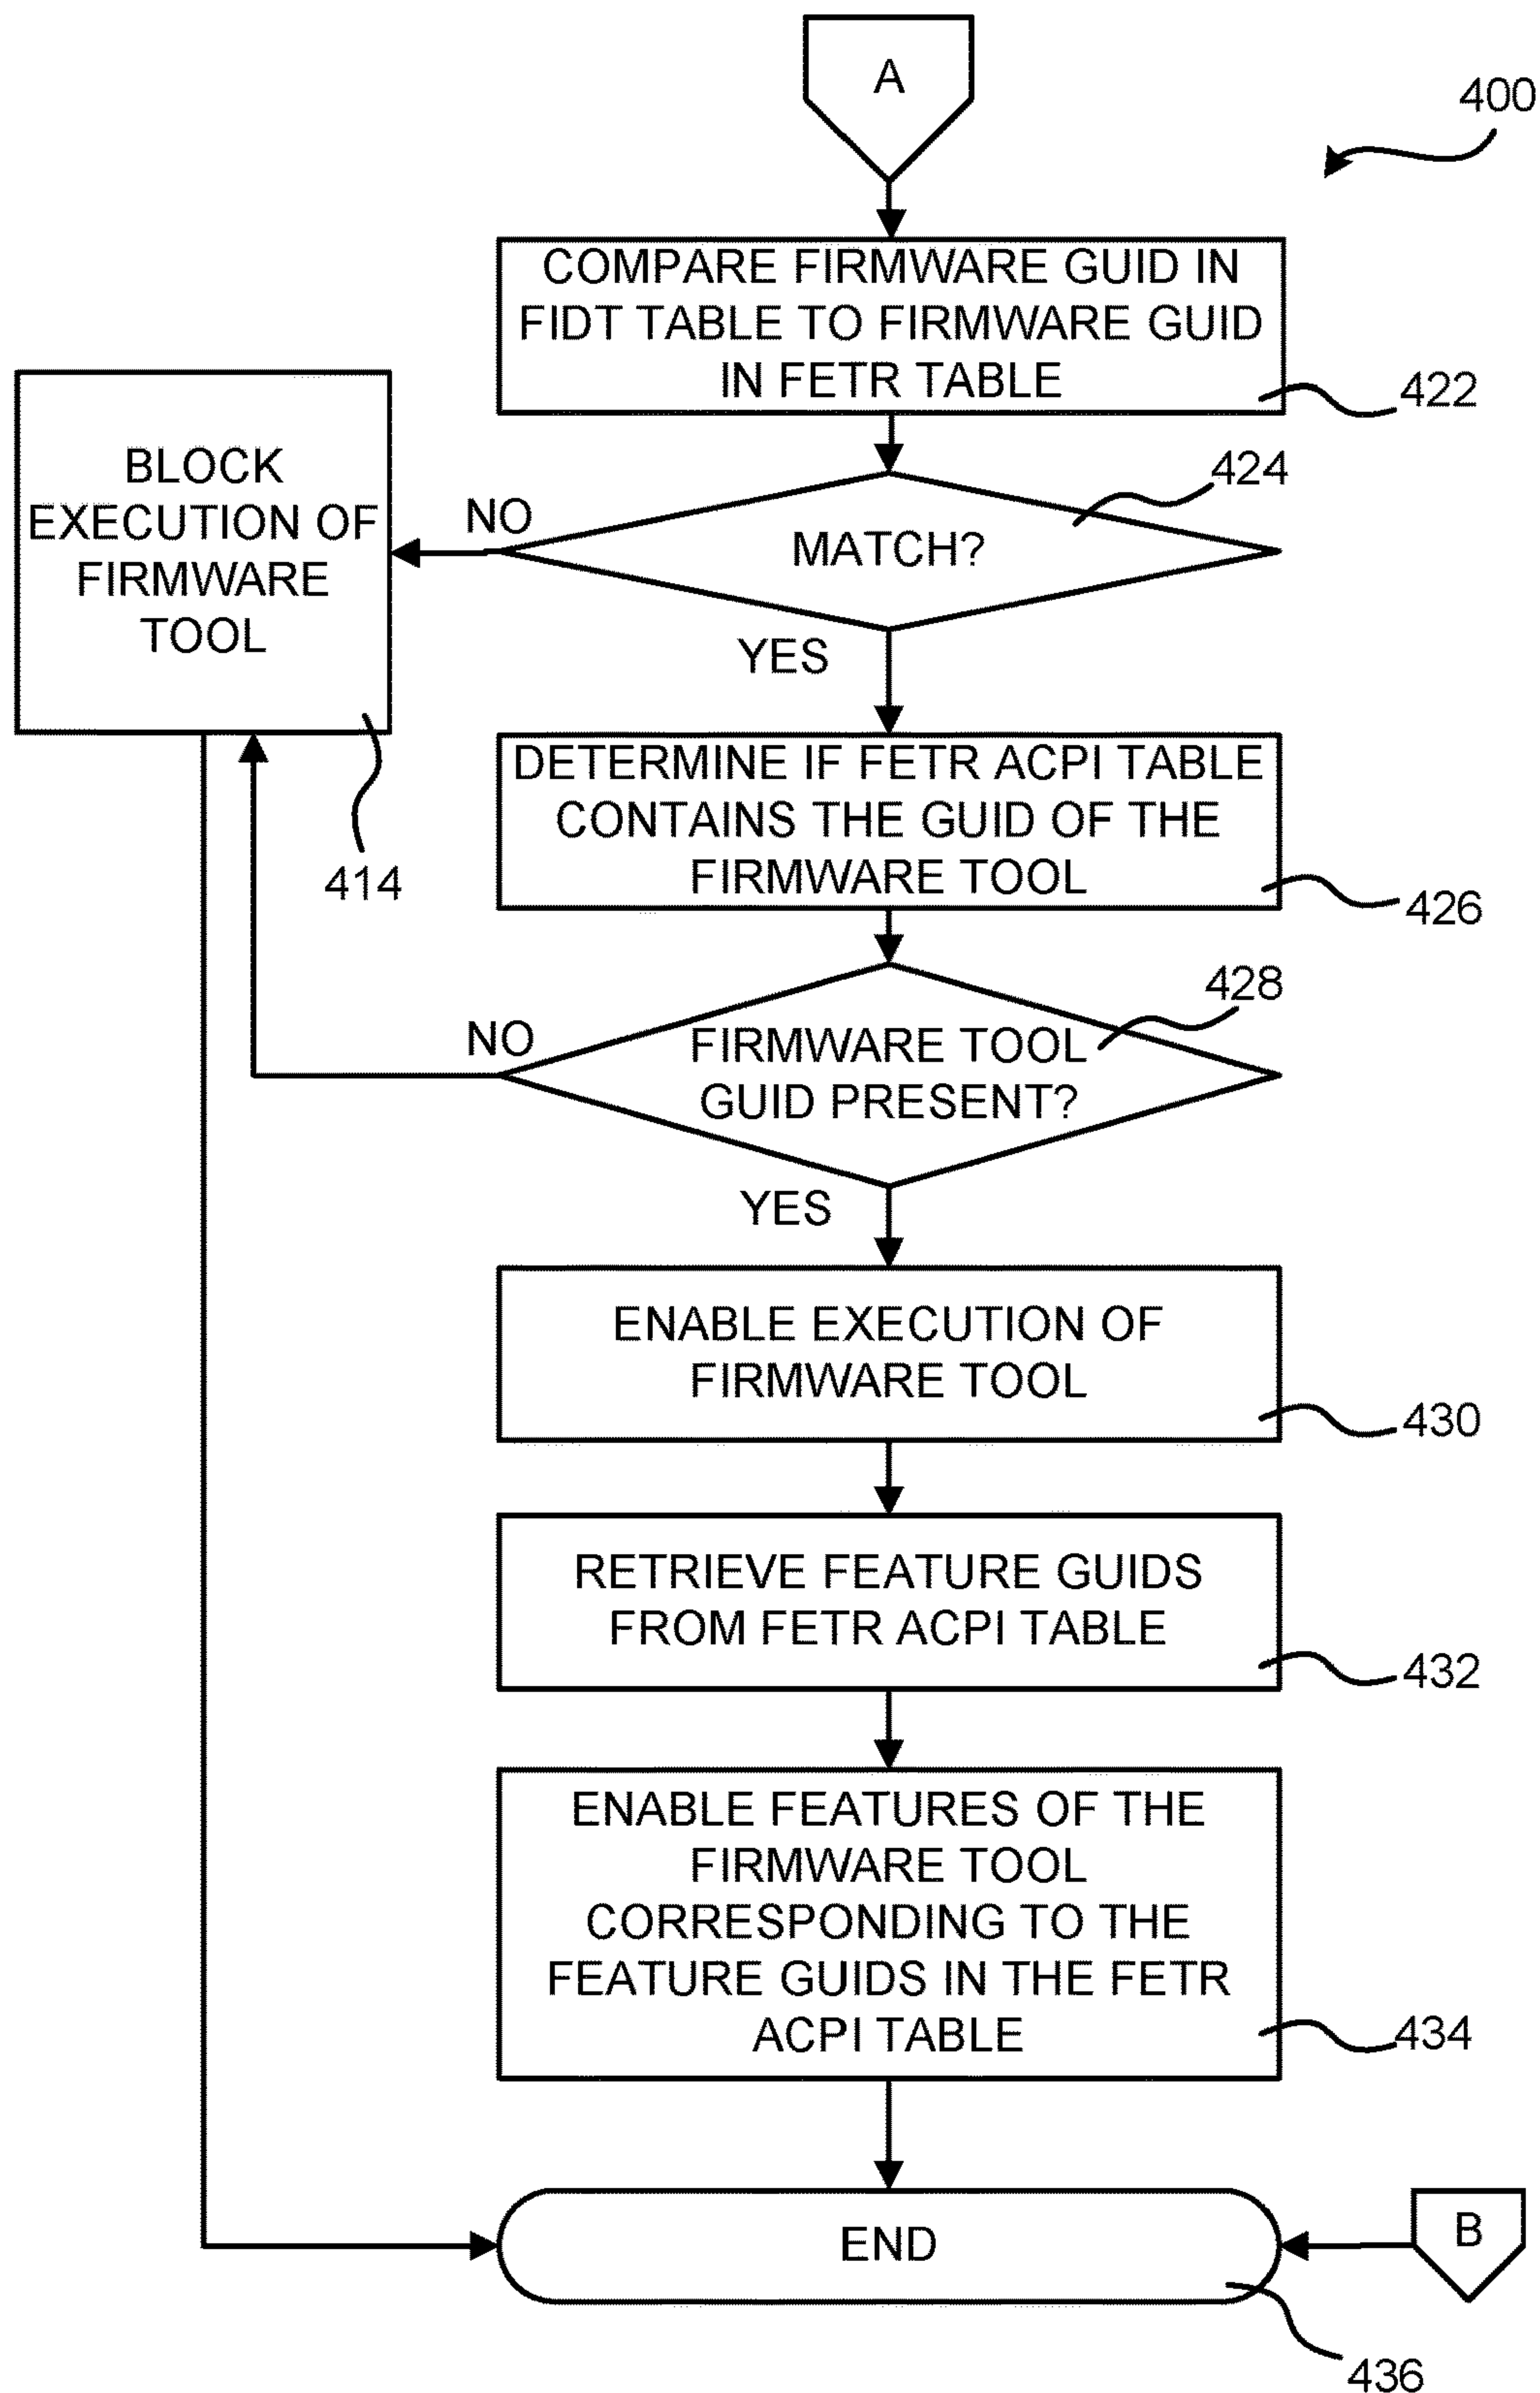 A
400
COMPARE FIRMWARE GUID IN
FIDT TABLE TO FIRMWARE GUID
IN FETR TABLE
422
424
MATCH?
NO
BLOCK
EXECUTION OF
FIRMWARE
TOOL
414
YES
DETERMINE IF FETR ACPI TABLE
CONTAINS THE GUID OF THE
FIRMWARE TOOL
426
428
FIRMWARE TOOL
GUID PRESENT?
NO
YES
ENABLE EXECUTION OF
FIRMWARE TOOL
430
RETRIEVE FEATURE GUIDS
FROM FETR ACPI TABLE
432
ENABLE FEATURES OF THE
FIRMWARE TOOL
CORRESPONDING TO THE
FEATURE GUIDS IN THE FETR
ACPI TABLE
434
END
B
436